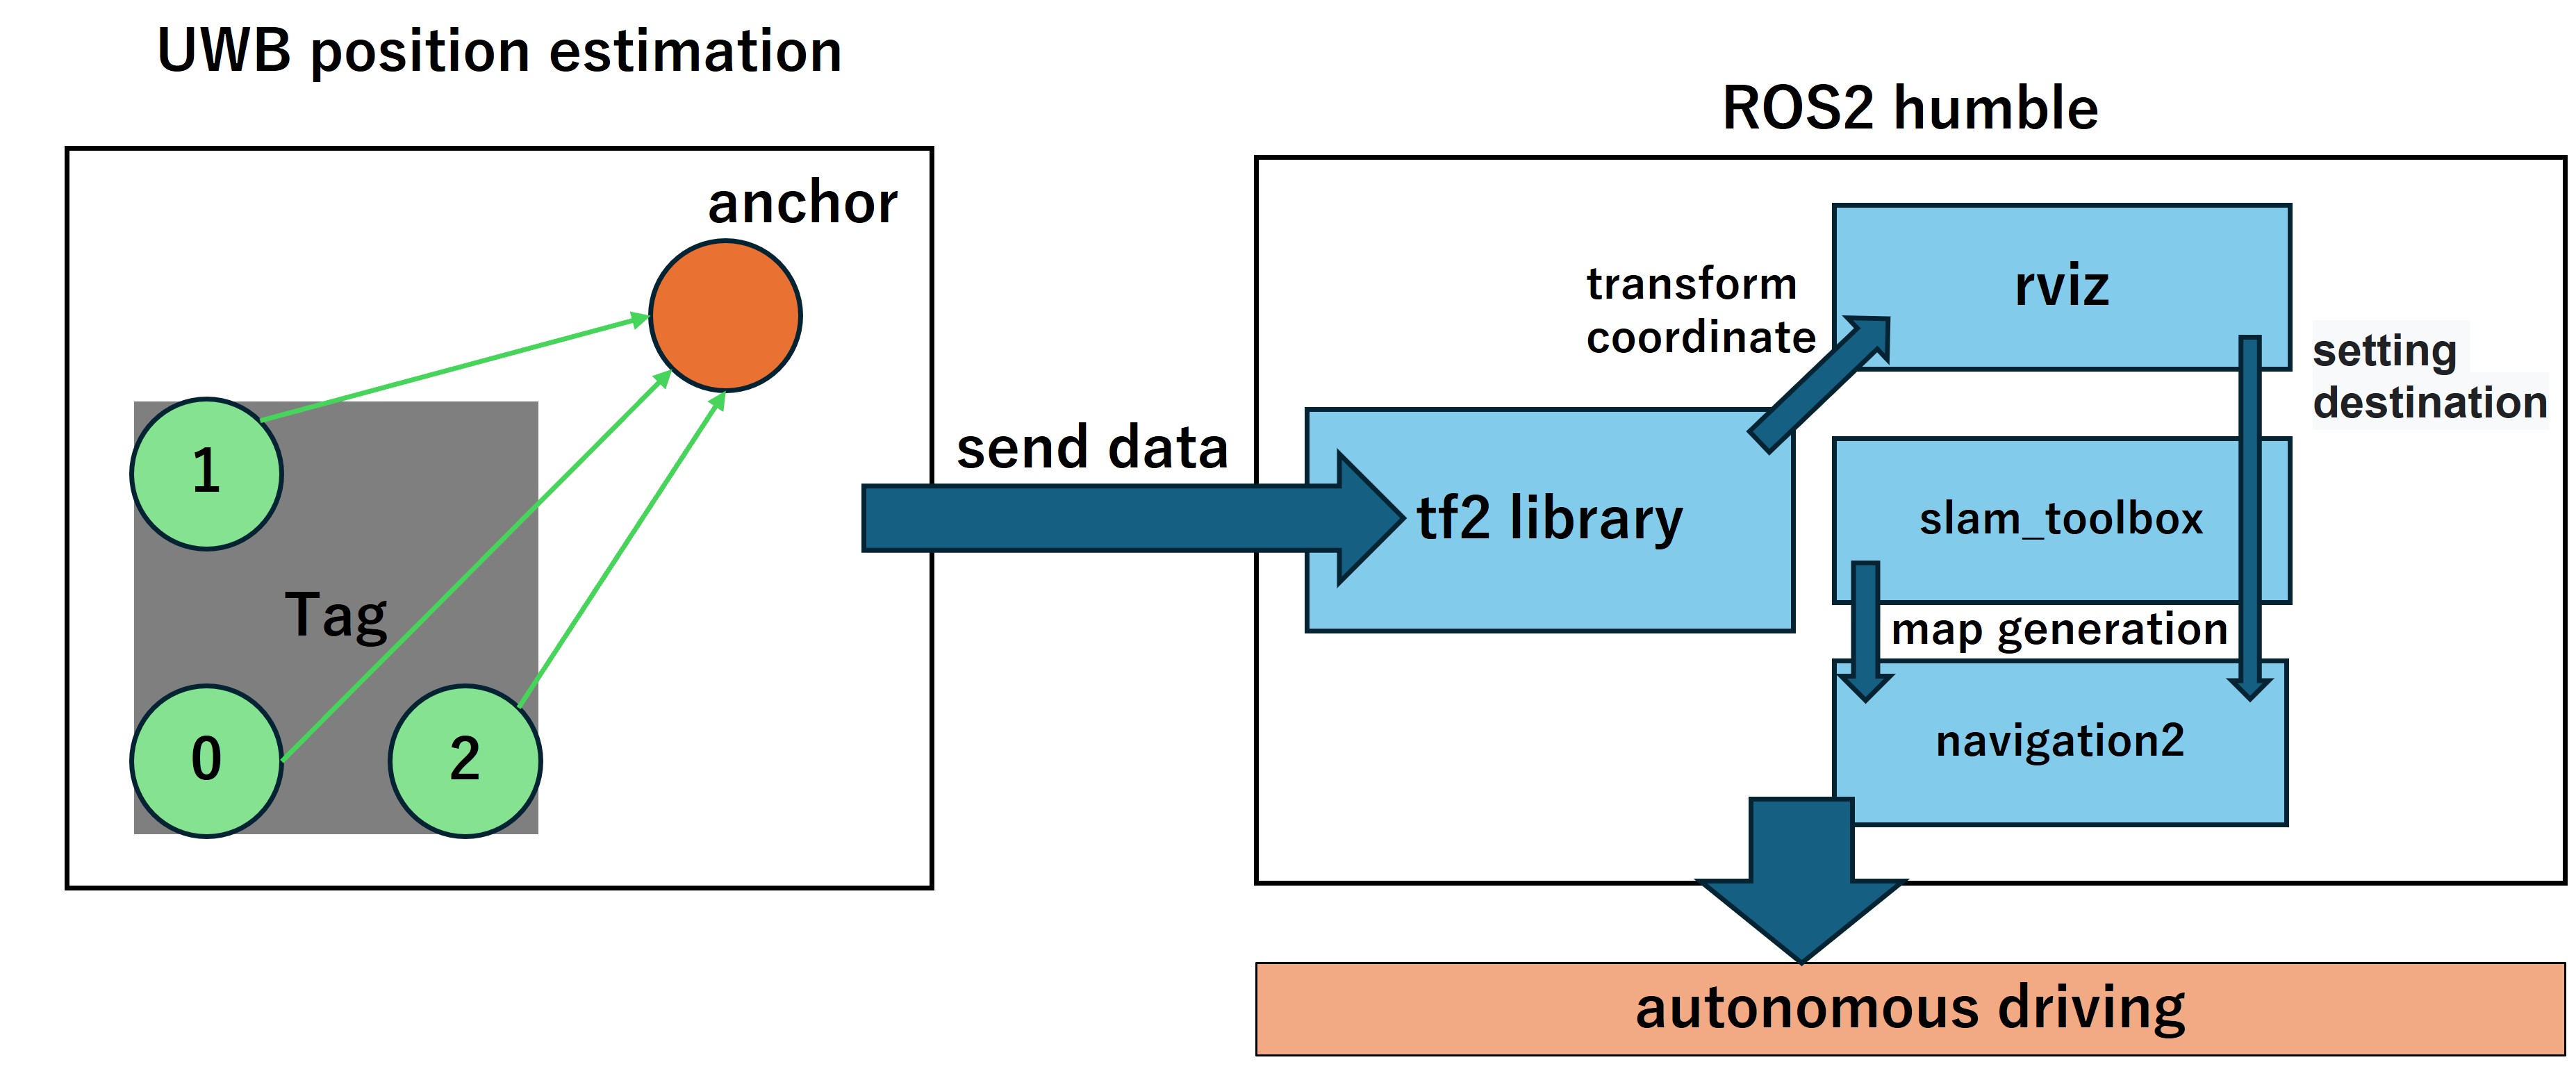 UWB position estimation
anchor
1
Tag
0
2
send data
ROS2 humble
tf2 library
transform
coordinate
rviz
setting
destination
slam_toolbox
map generation
navigation2
autonomous driving